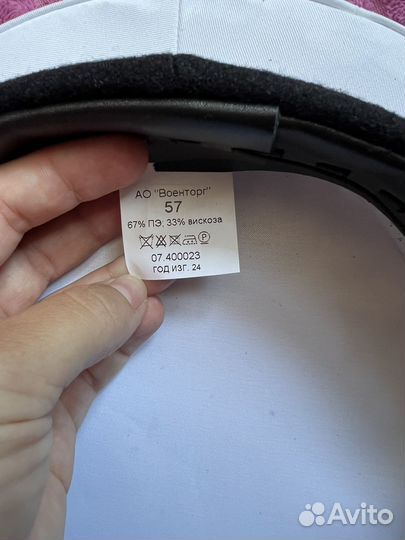 АО "Военторг"
57
67% ПЭ, 33% вискоза
07.400023
ГОД ИЗГ. 24
Avito